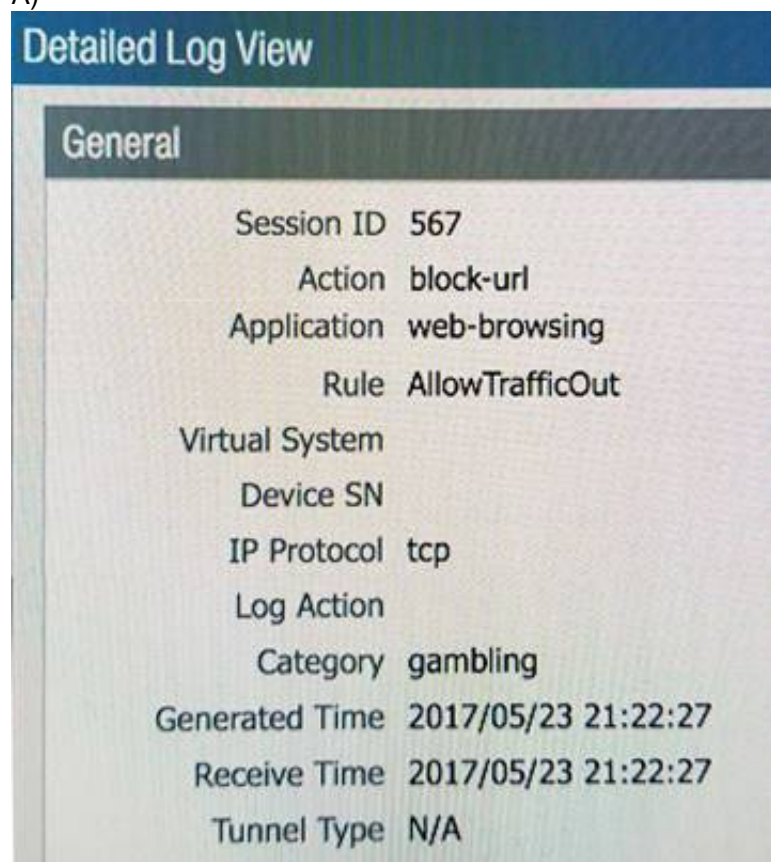 A)
Detailed Log View
General
Session ID 567
Action block-url
Application web-browsing
Rule AllowTrafficOut
Virtual System
Device SN
IP Protocol tcp
Log Action
Category gambling
Generated Time 2017/05/23 21:22:27
Receive Time 2017/05/23 21:22:27
Tunnel Type N/A